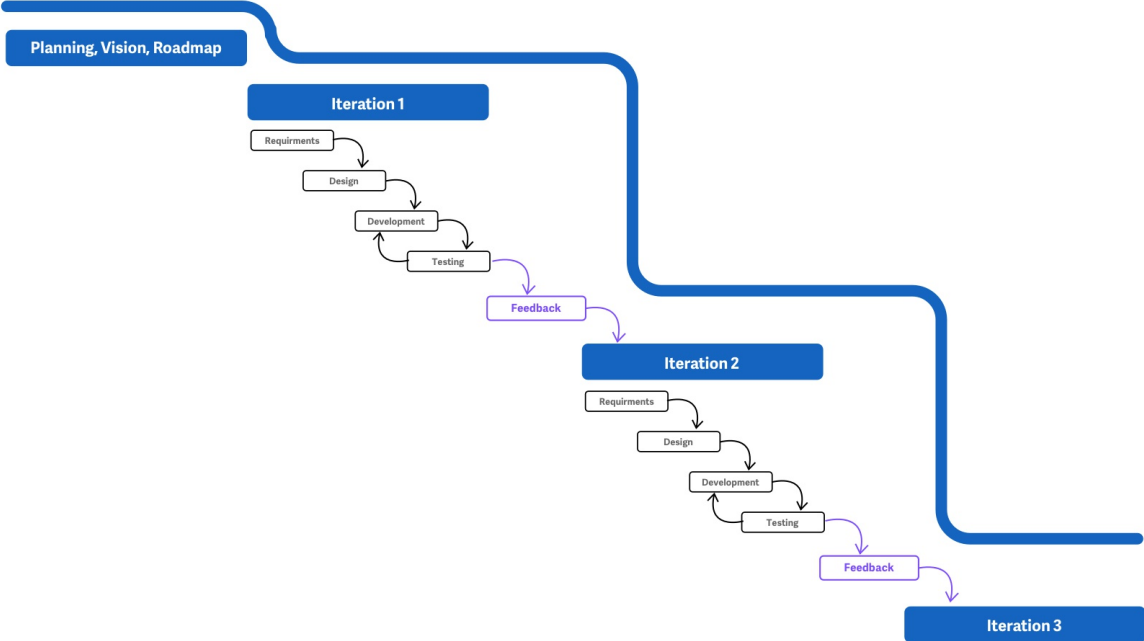 Planning, Vision, Roadmap
Iteration 1
Requirments
Design
Development
Testing
Feedback
Iteration 2
Requirments
Design
Development
Testing
Feedback
Iteration 3